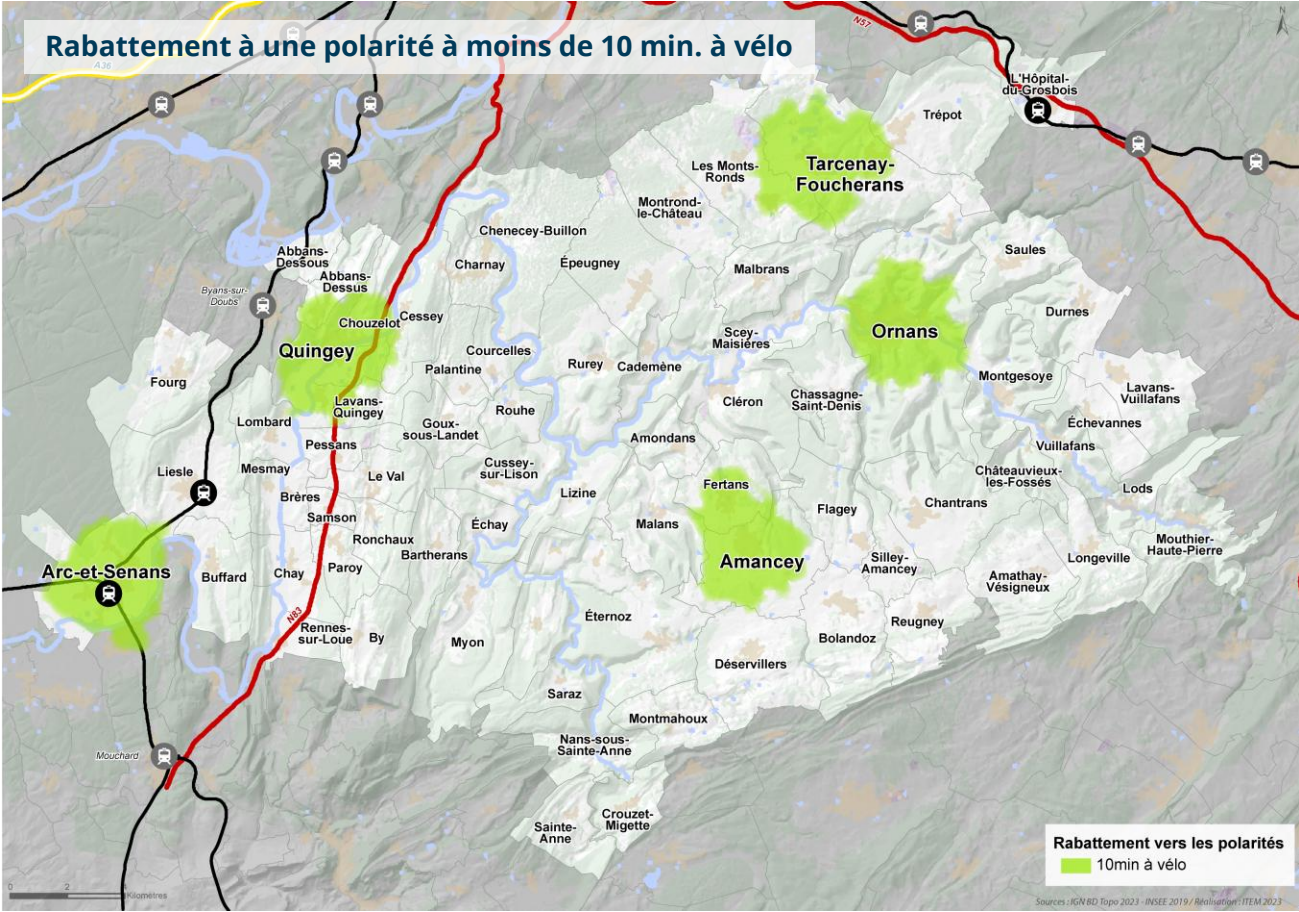 Rabattement à une polarité à moins de 10 min. à vélo
A36
N57
N
L'Hôpital-
du-Grosbois
Trépot
Tarcenay-
Foucherans
Les Monts-
Ronds
Montrond-
le-Château
Chenecey-Buillon
Charnay
Épeugney
Malbrans
Saules
Abbans-
Dessous
Abbans-
Dessus
Byans-sur-
Doubs
Durnes
Chouzelot
Cessey
Quingey
Ornans
Scey-
Maisières
Courcelles
Palantine
Rurey
Cademène
Montgesoye
Fourg
Lavans-
Vuillafans
Cléron
Chassagne-
Saint-Denis
Lavans-
Quingey
Rouhe
Lombard
Goux-
sous-Landet
Échevannes
Amondans
Vuillafans
Pessans
Liesle
Mesmay
Le Val
Cussey-
sur-Lison
Châteauvieux-
les-Fossés
Fertans
Lods
Brères
Lizine
Chantrans
Flagey
Samson
Échay
Malans
Ronchaux
Bartherans
Mouthier-
Haute-Pierre
Longeville
Arc-et-Senans
Buffard
Chay
Paroy
Amancey
Silley-
Amancey
Amathay-
Vésigneux
N83
Éternoz
Reugney
Rennes-
sur-Loue
By
Myon
Bolandoz
Déservillers
Saraz
Montmahoux
Nans-sous-
Sainte-Anne
Mouchard
Sainte-
Anne
Crouzet-
Migette
Rabattement vers les polarités
10min à vélo
0 2
Kilomètres
Sources : IGN BD Topo 2023 - INSEE 2019 / Réalisation : ITEM 2023